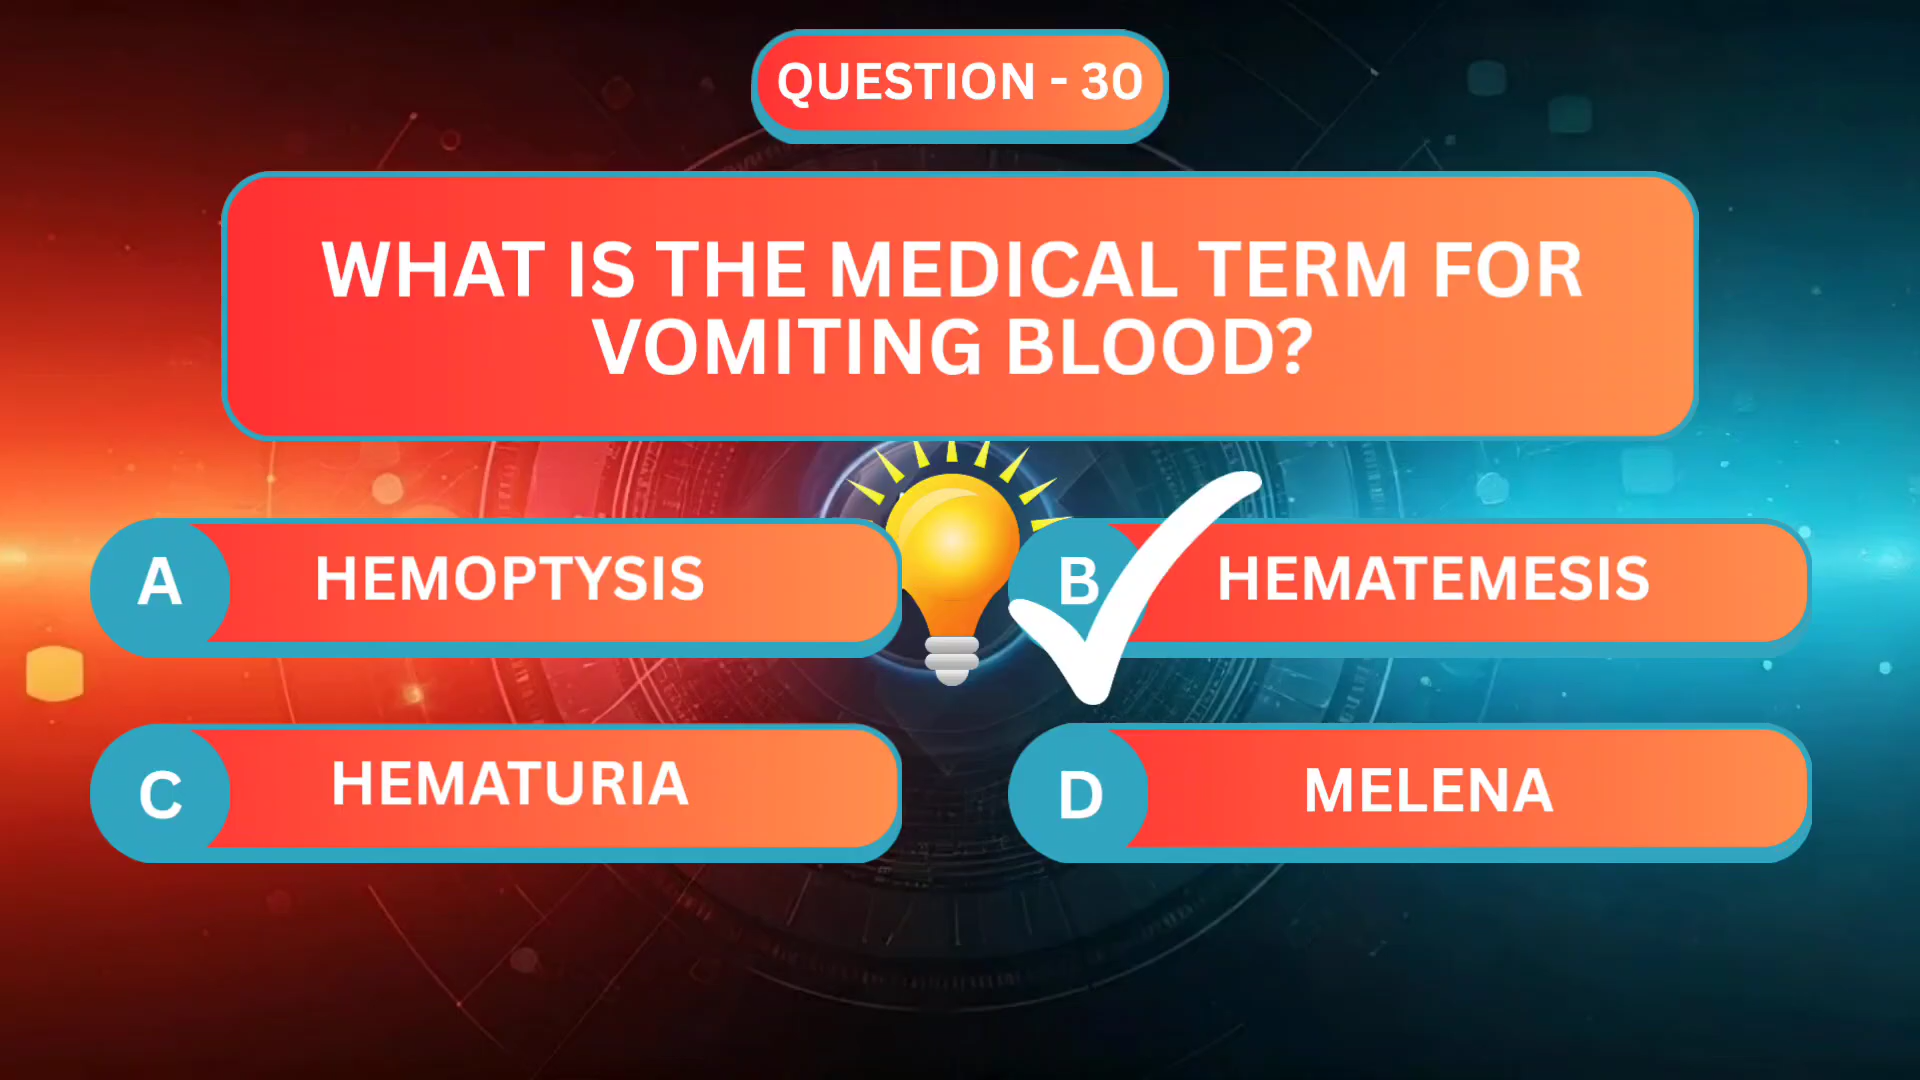 QUESTION - 30
WHAT IS THE MEDICAL TERM FOR
VOMITING BLOOD?
A HEMOPTYSIS
B HEMATEMESIS
C HEMATURIA
D MELENA